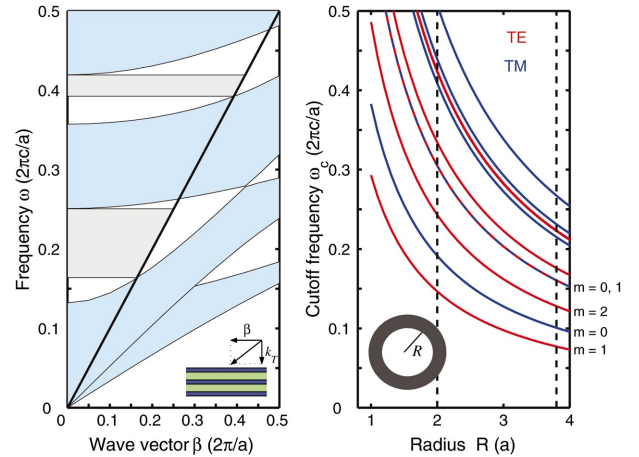 0.5
0.4
0.3
0.2
0.1
0
Frequency ω (2πc/a)
β
k_T
0 0.1 0.2 0.3 0.4 0.5
Wave vector β (2π/a)
0.5
0.4
0.3
0.2
0.1
0
Cutoff frequency ω_c (2πc/a)
TE
TM
m = 0, 1
m = 2
m = 0
m = 1
R
1 2 3 4
Radius R (a)